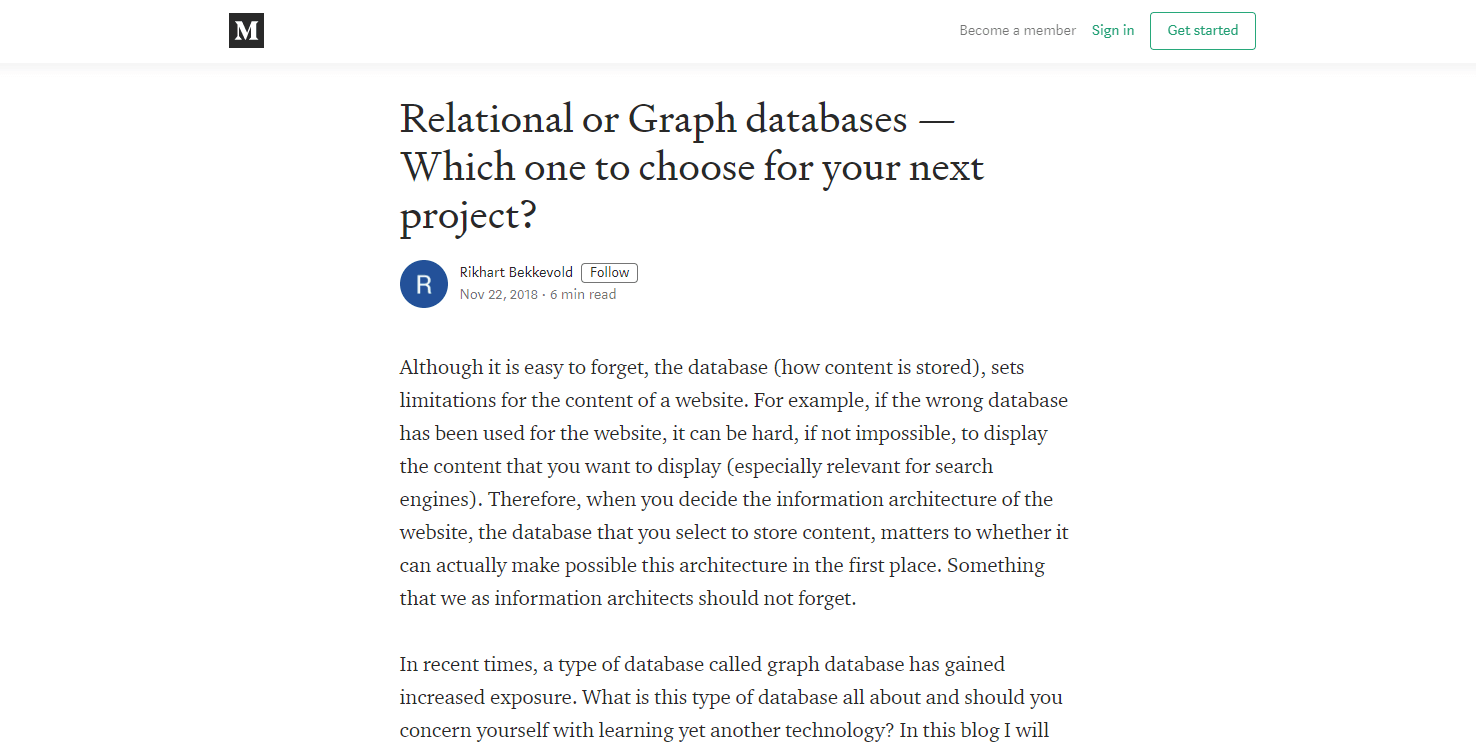 M
Become a member Sign in Get started
Relational or Graph databases —
Which one to choose for your next
project?
R
Rikhart Bekkevold Follow
Nov 22, 2018 · 6 min read
Although it is easy to forget, the database (how content is stored), sets
limitations for the content of a website. For example, if the wrong database
has been used for the website, it can be hard, if not impossible, to display
the content that you want to display (especially relevant for search
engines). Therefore, when you decide the information architecture of the
website, the database that you select to store content, matters to whether it
can actually make possible this architecture in the first place. Something
that we as information architects should not forget.
In recent times, a type of database called graph database has gained
increased exposure. What is this type of database all about and should you
concern yourself with learning yet another technology? In this blog I will